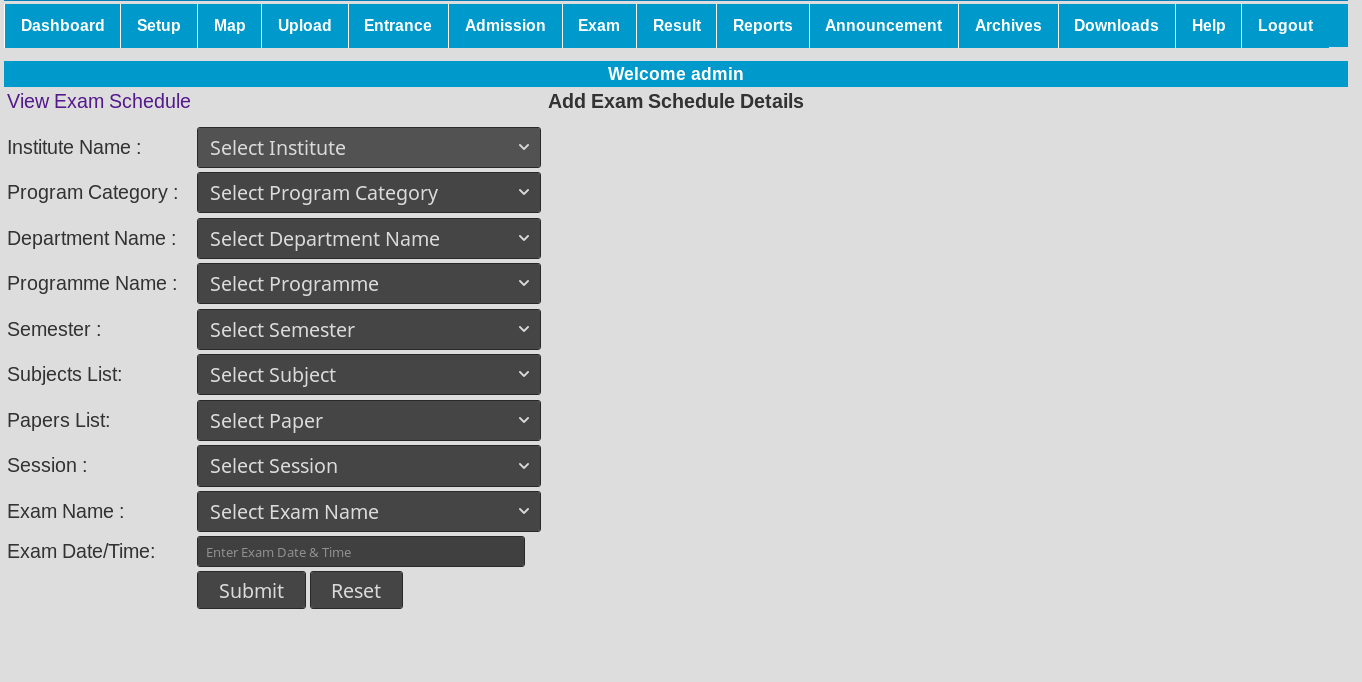 Dashboard Setup Map Upload Entrance Admission Exam Result Reports Announcement Archives Downloads Help Logout
Welcome admin
View Exam Schedule Add Exam Schedule Details
Institute Name : Select Institute
Program Category : Select Program Category
Department Name : Select Department Name
Programme Name : Select Programme
Semester : Select Semester
Subjects List: Select Subject
Papers List: Select Paper
Session : Select Session
Exam Name : Select Exam Name
Exam Date/Time: Enter Exam Date & Time
Submit Reset